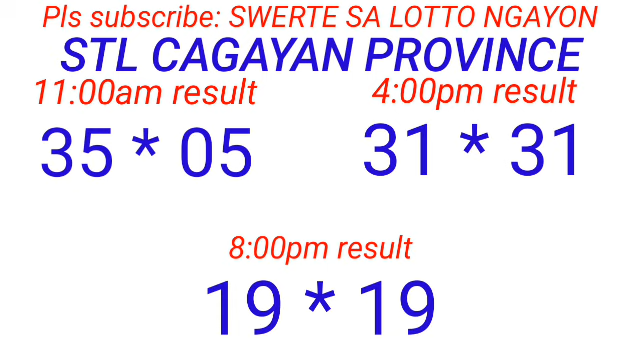 Pls subscribe: SWERTE SA LOTTO NGAYON
STL CAGAYAN PROVINCE
11:00am result
35 * 05
4:00pm result
31 * 31
8:00pm result
19 * 19